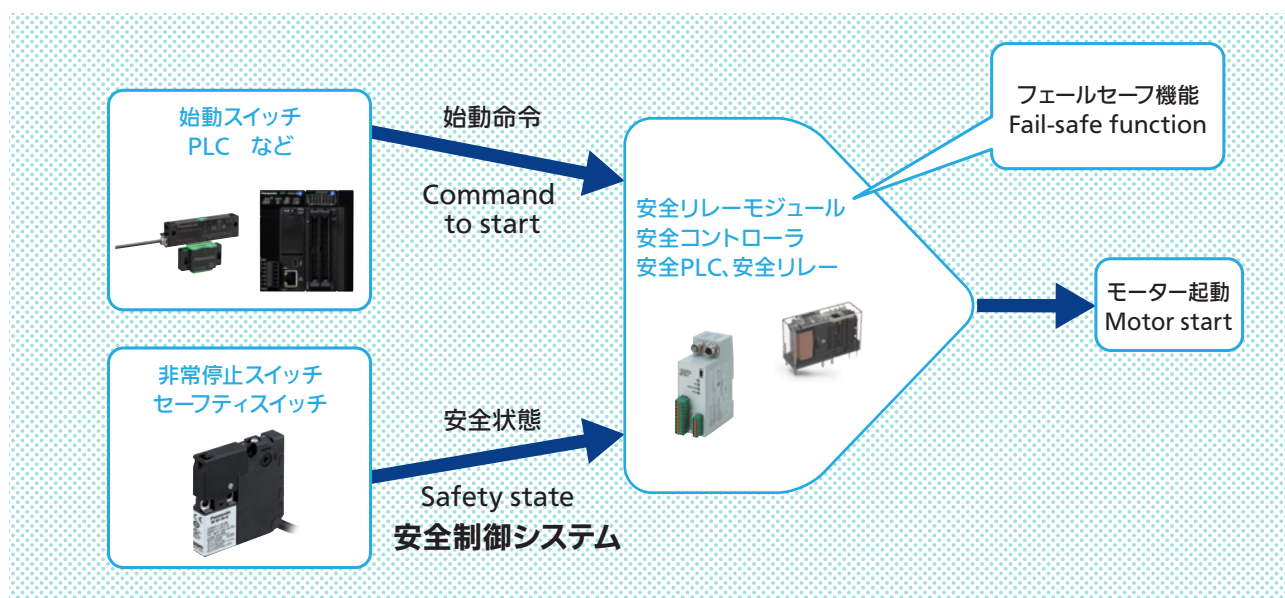 始動スイッチ
PLC など
始動命令
Command
to start
非常停止スイッチ
セーフティスイッチ
安全状態
Safety state
安全制御システム
安全リレーモジュール
安全コントローラ
安全PLC、安全リレー
フェールセーフ機能
Fail-safe function
モーター起動
Motor start